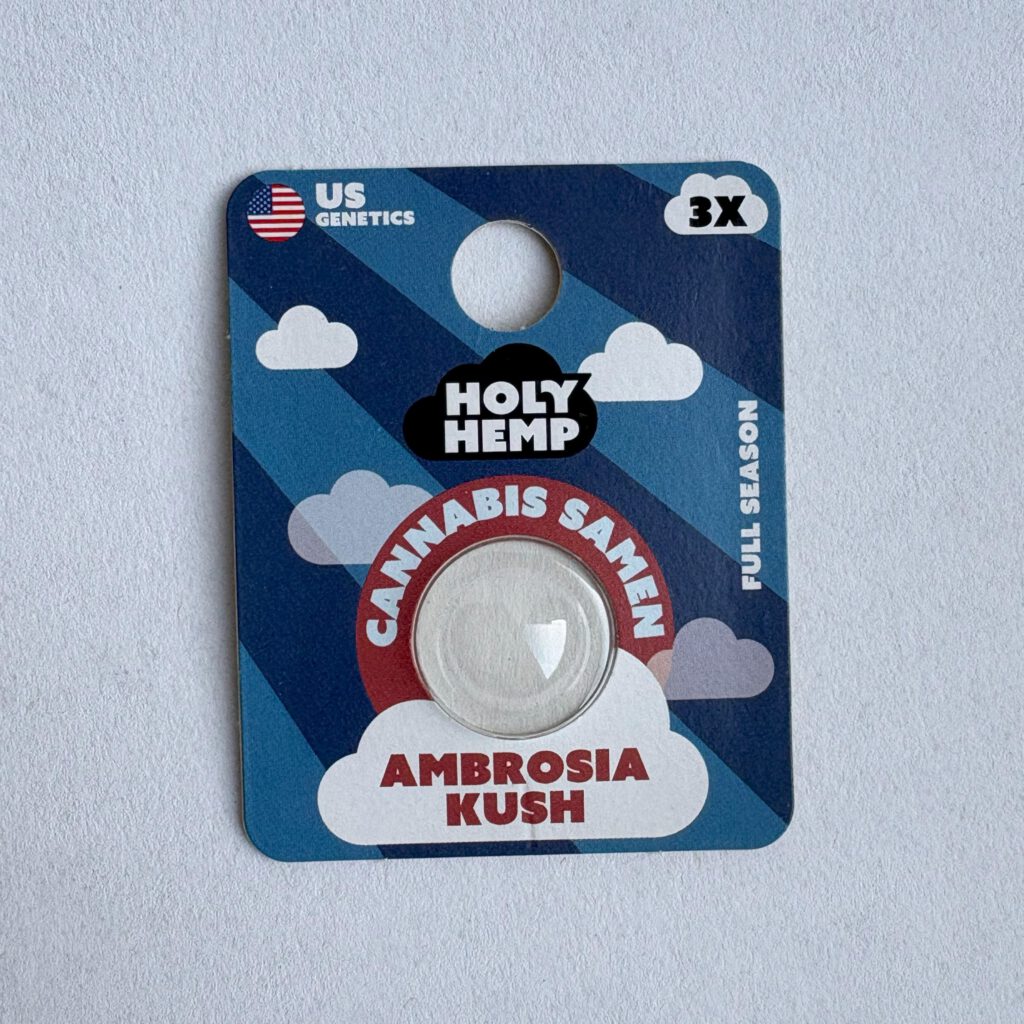 US
GENETICS
3X
HOLY
HEMP
FULL SEASON
CANNABIS SAMEN
AMBROSIA
KUSH